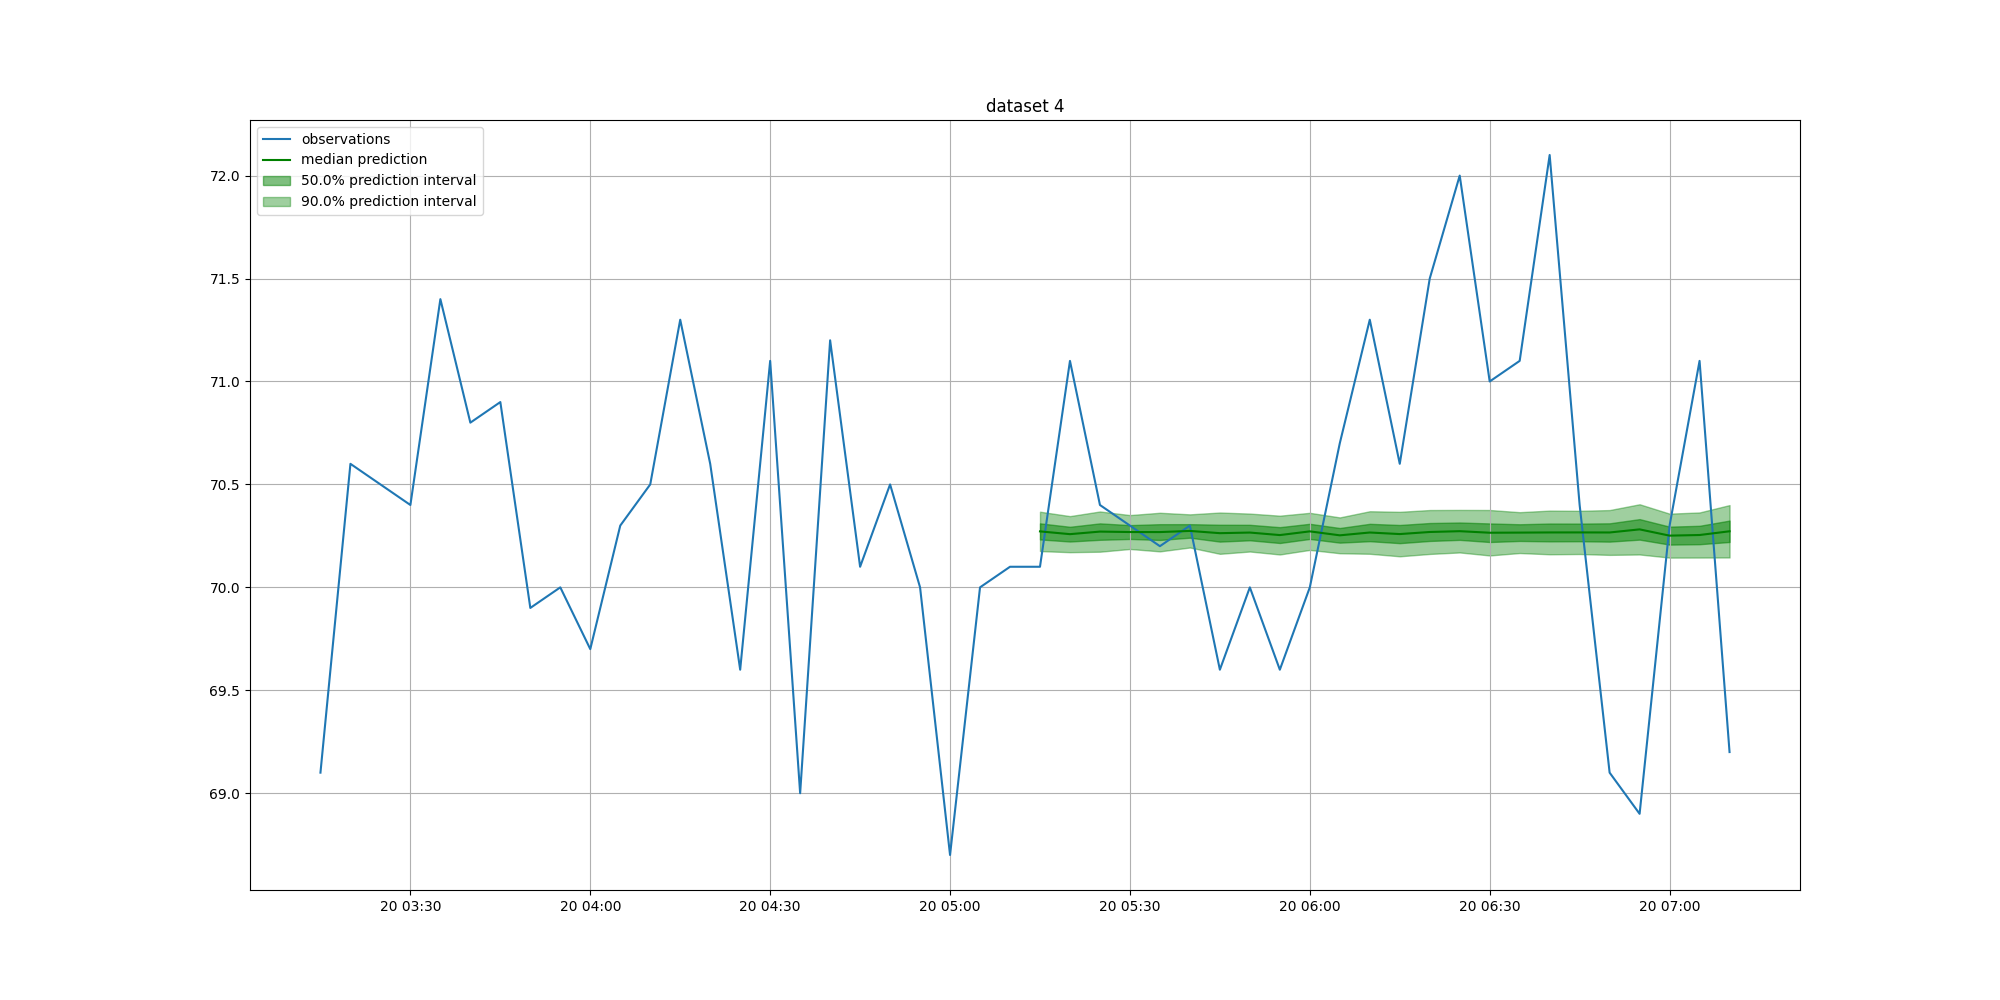 dataset 4
observations
median prediction
50.0% prediction interval
90.0% prediction interval
72.0
71.5
71.0
70.5
70.0
69.5
69.0
20 03:30 20 04:00 20 04:30 20 05:00 20 05:30 20 06:00 20 06:30 20 07:00